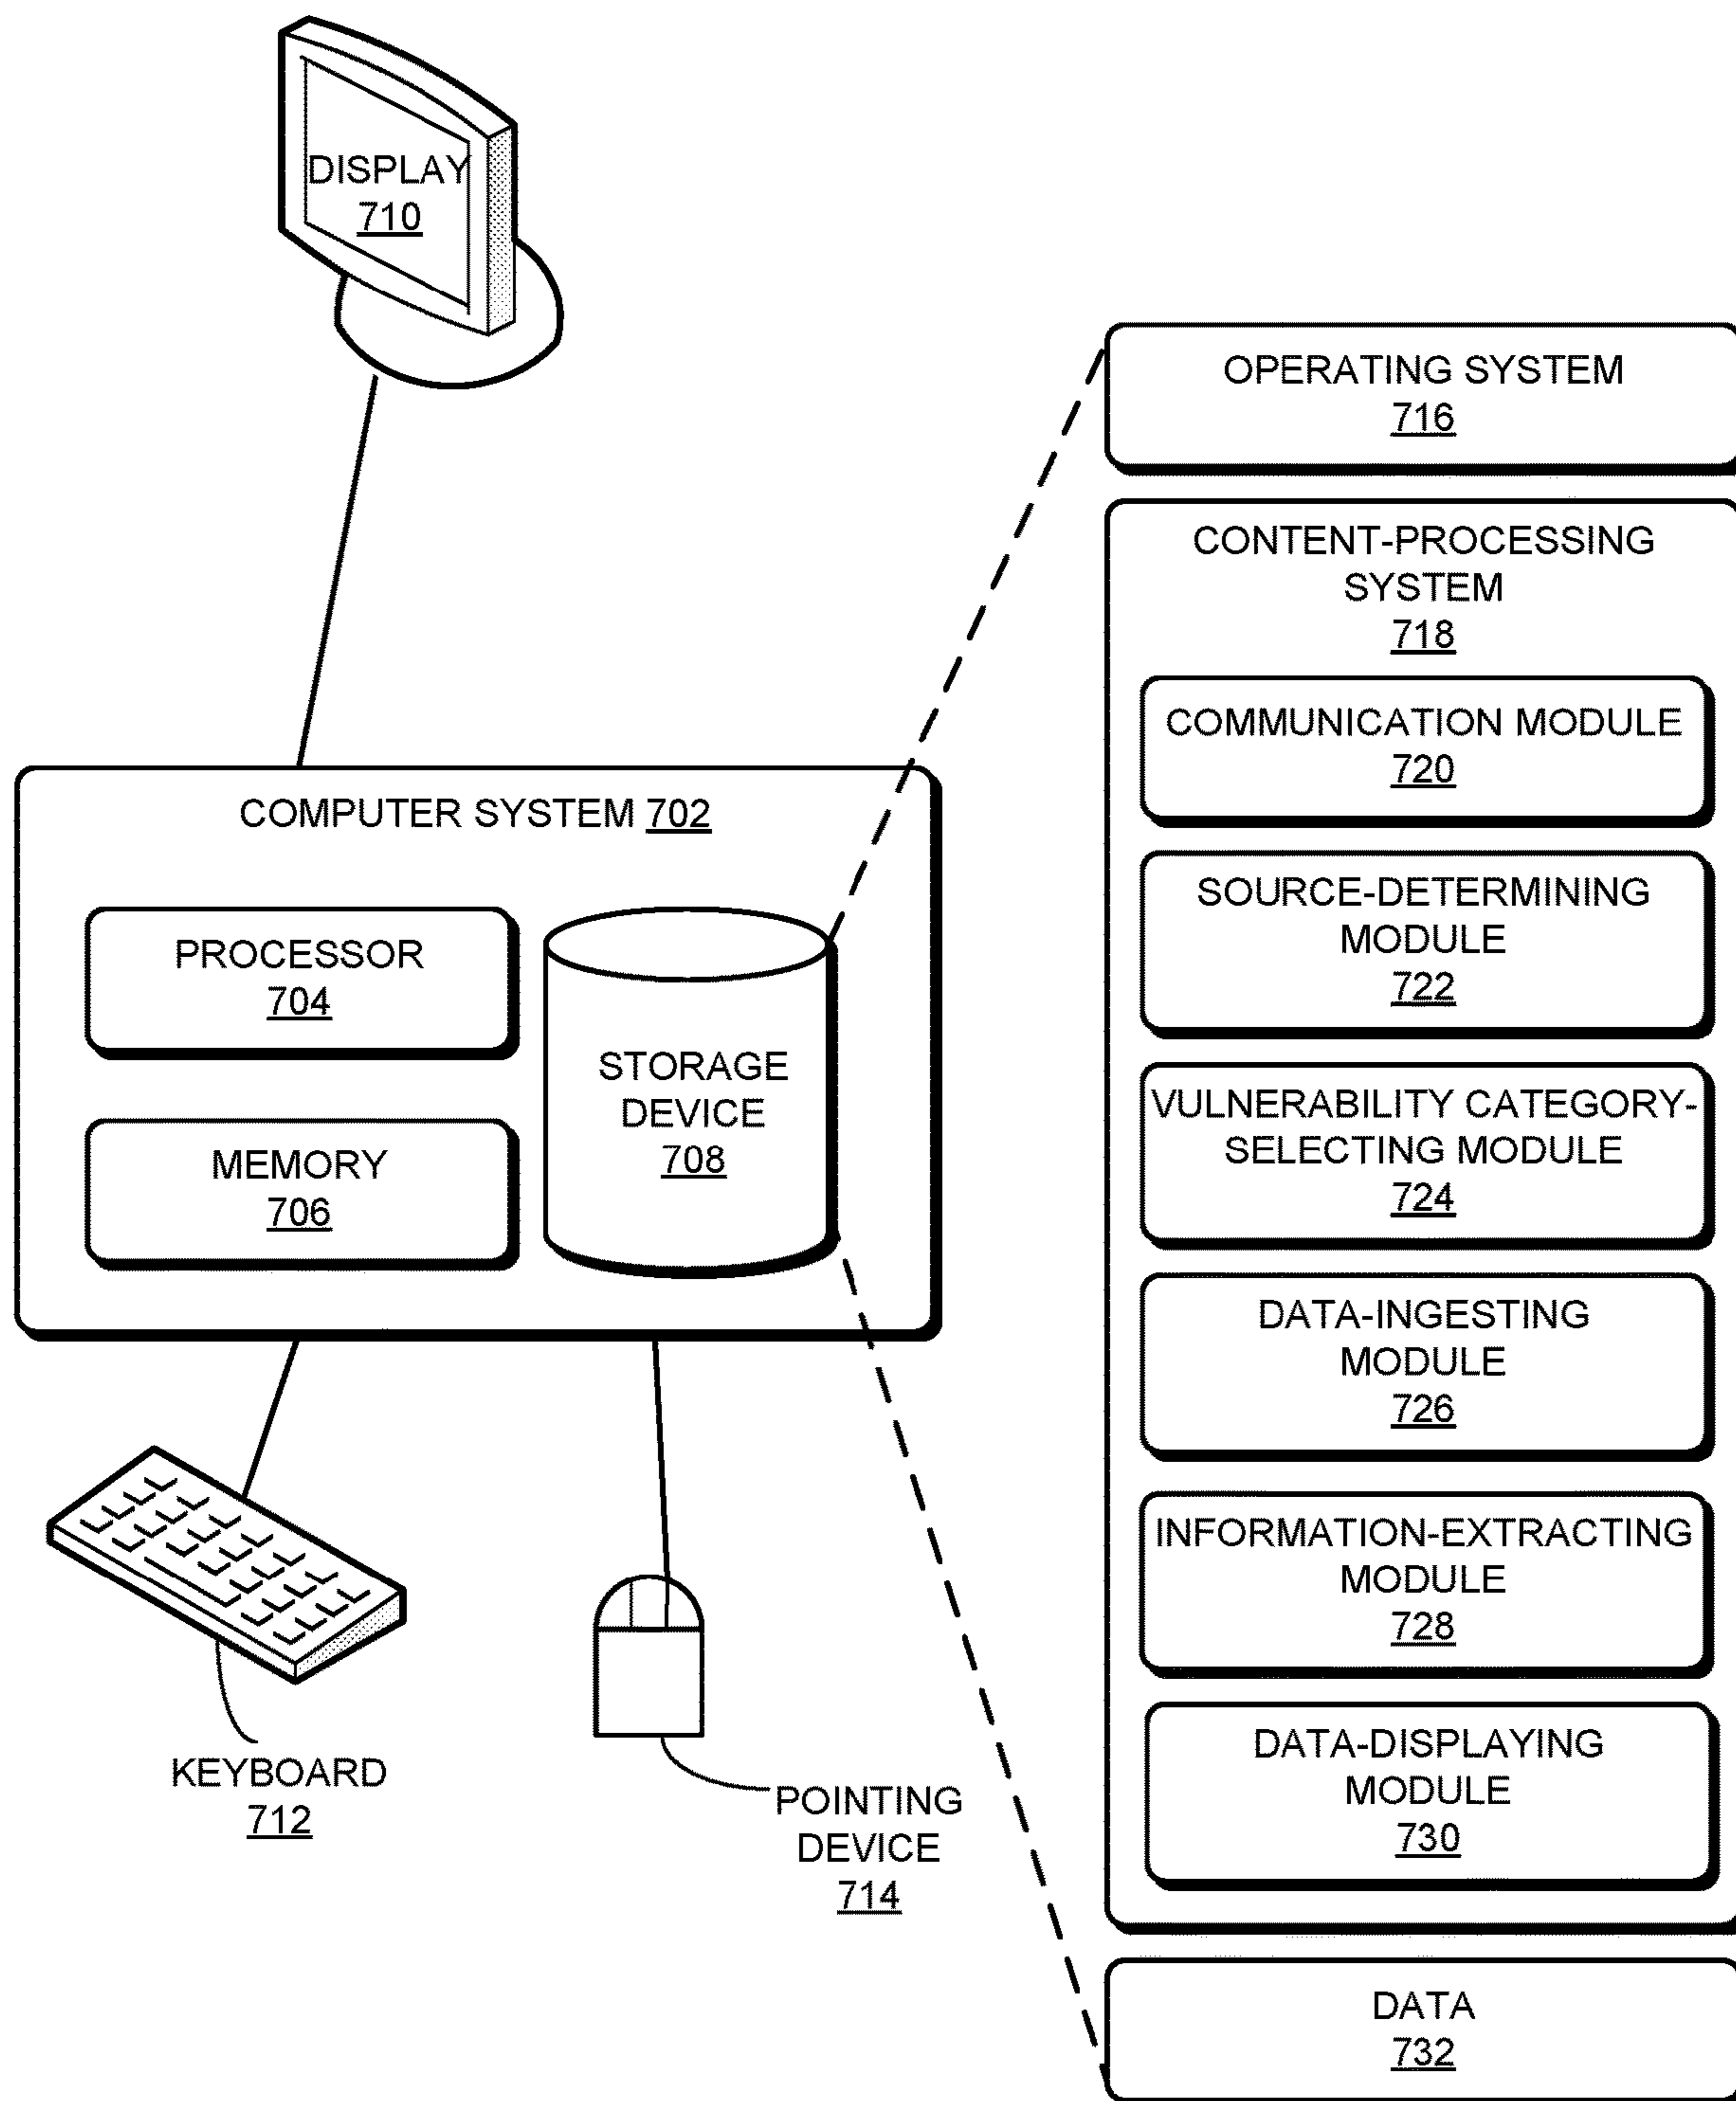 DISPLAY
710
COMPUTER SYSTEM 702
PROCESSOR
704
MEMORY
706
STORAGE
DEVICE
708
KEYBOARD
712
POINTING
DEVICE
714
OPERATING SYSTEM
716
CONTENT-PROCESSING
SYSTEM
718
COMMUNICATION MODULE
720
SOURCE-DETERMINING
MODULE
722
VULNERABILITY CATEGORY-
SELECTING MODULE
724
DATA-INGESTING
MODULE
726
INFORMATION-EXTRACTING
MODULE
728
DATA-DISPLAYING
MODULE
730
DATA
732